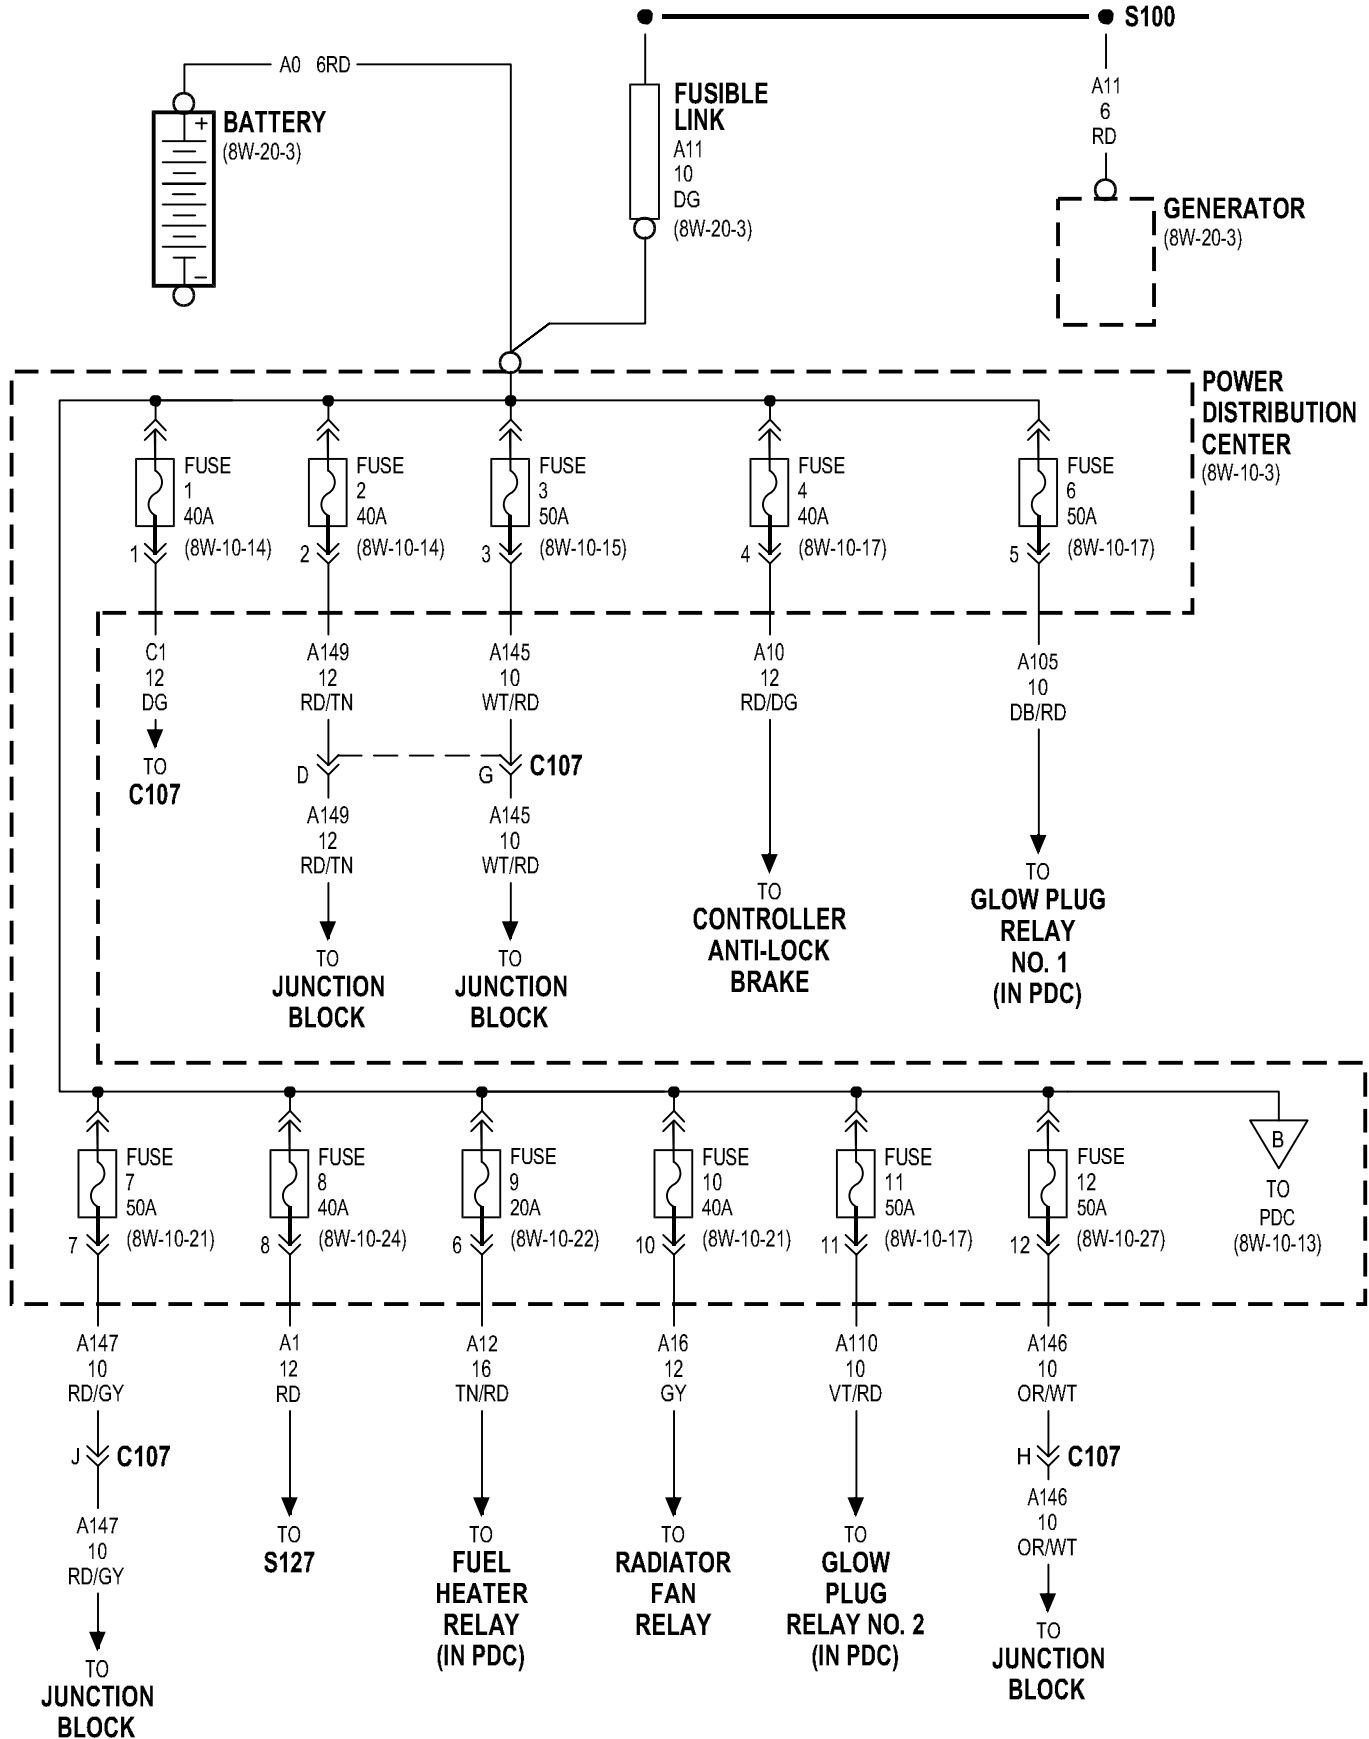 S100
A0 6RD
BATTERY
(8W-20-3)
+
–
FUSIBLE
LINK
A11
10
DG
(8W-20-3)
A11
6
RD
GENERATOR
(8W-20-3)
POWER
DISTRIBUTION
CENTER
(8W-10-3)
FUSE
1
40A
(8W-10-14)
1
FUSE
2
40A
(8W-10-14)
2
FUSE
3
50A
(8W-10-15)
3
FUSE
4
40A
(8W-10-17)
4
FUSE
6
50A
(8W-10-17)
5
C1
12
DG
TO
C107
A149
12
RD/TN
D
A149
12
RD/TN
TO
JUNCTION
BLOCK
A145
10
WT/RD
G
C107
A145
10
WT/RD
TO
JUNCTION
BLOCK
A10
12
RD/DG
TO
CONTROLLER
ANTI-LOCK
BRAKE
A105
10
DB/RD
TO
GLOW PLUG
RELAY
NO. 1
(IN PDC)
FUSE
7
50A
(8W-10-21)
7
FUSE
8
40A
(8W-10-24)
8
FUSE
9
20A
(8W-10-22)
6
FUSE
10
40A
(8W-10-21)
10
FUSE
11
50A
(8W-10-17)
11
FUSE
12
50A
(8W-10-27)
12
B
TO
PDC
(8W-10-13)
A147
10
RD/GY
J
C107
A147
10
RD/GY
TO
JUNCTION
BLOCK
A1
12
RD
TO
S127
A12
16
TN/RD
TO
FUEL
HEATER
RELAY
(IN PDC)
A16
12
GY
TO
RADIATOR
FAN
RELAY
A110
10
VT/RD
TO
GLOW
PLUG
RELAY NO. 2
(IN PDC)
A146
10
OR/WT
H
C107
A146
10
OR/WT
TO
JUNCTION
BLOCK